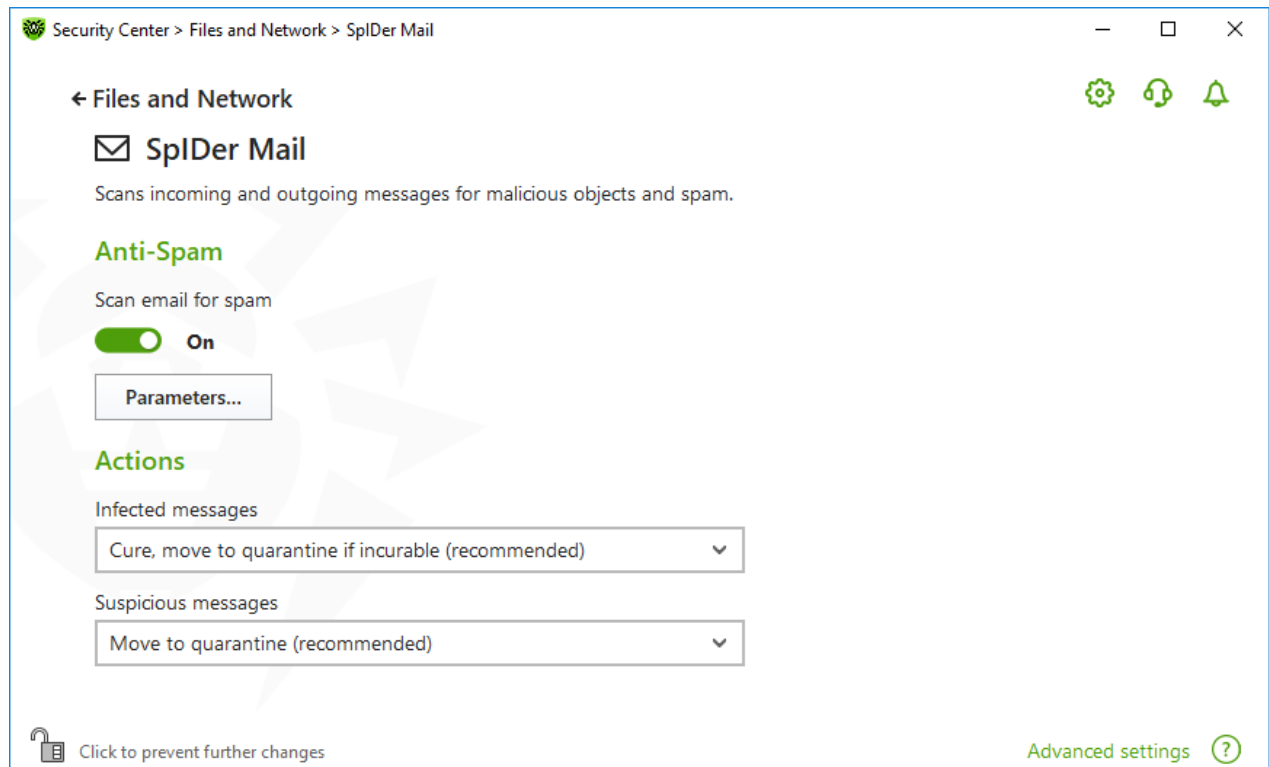 Security Center > Files and Network > SpIDer Mail
Files and Network
SpIDer Mail
Scans incoming and outgoing messages for malicious objects and spam.
Anti-Spam
Scan email for spam
On
Parameters...
Actions
Infected messages
Cure, move to quarantine if incurable (recommended)
Suspicious messages
Move to quarantine (recommended)
Click to prevent further changes
Advanced settings ?